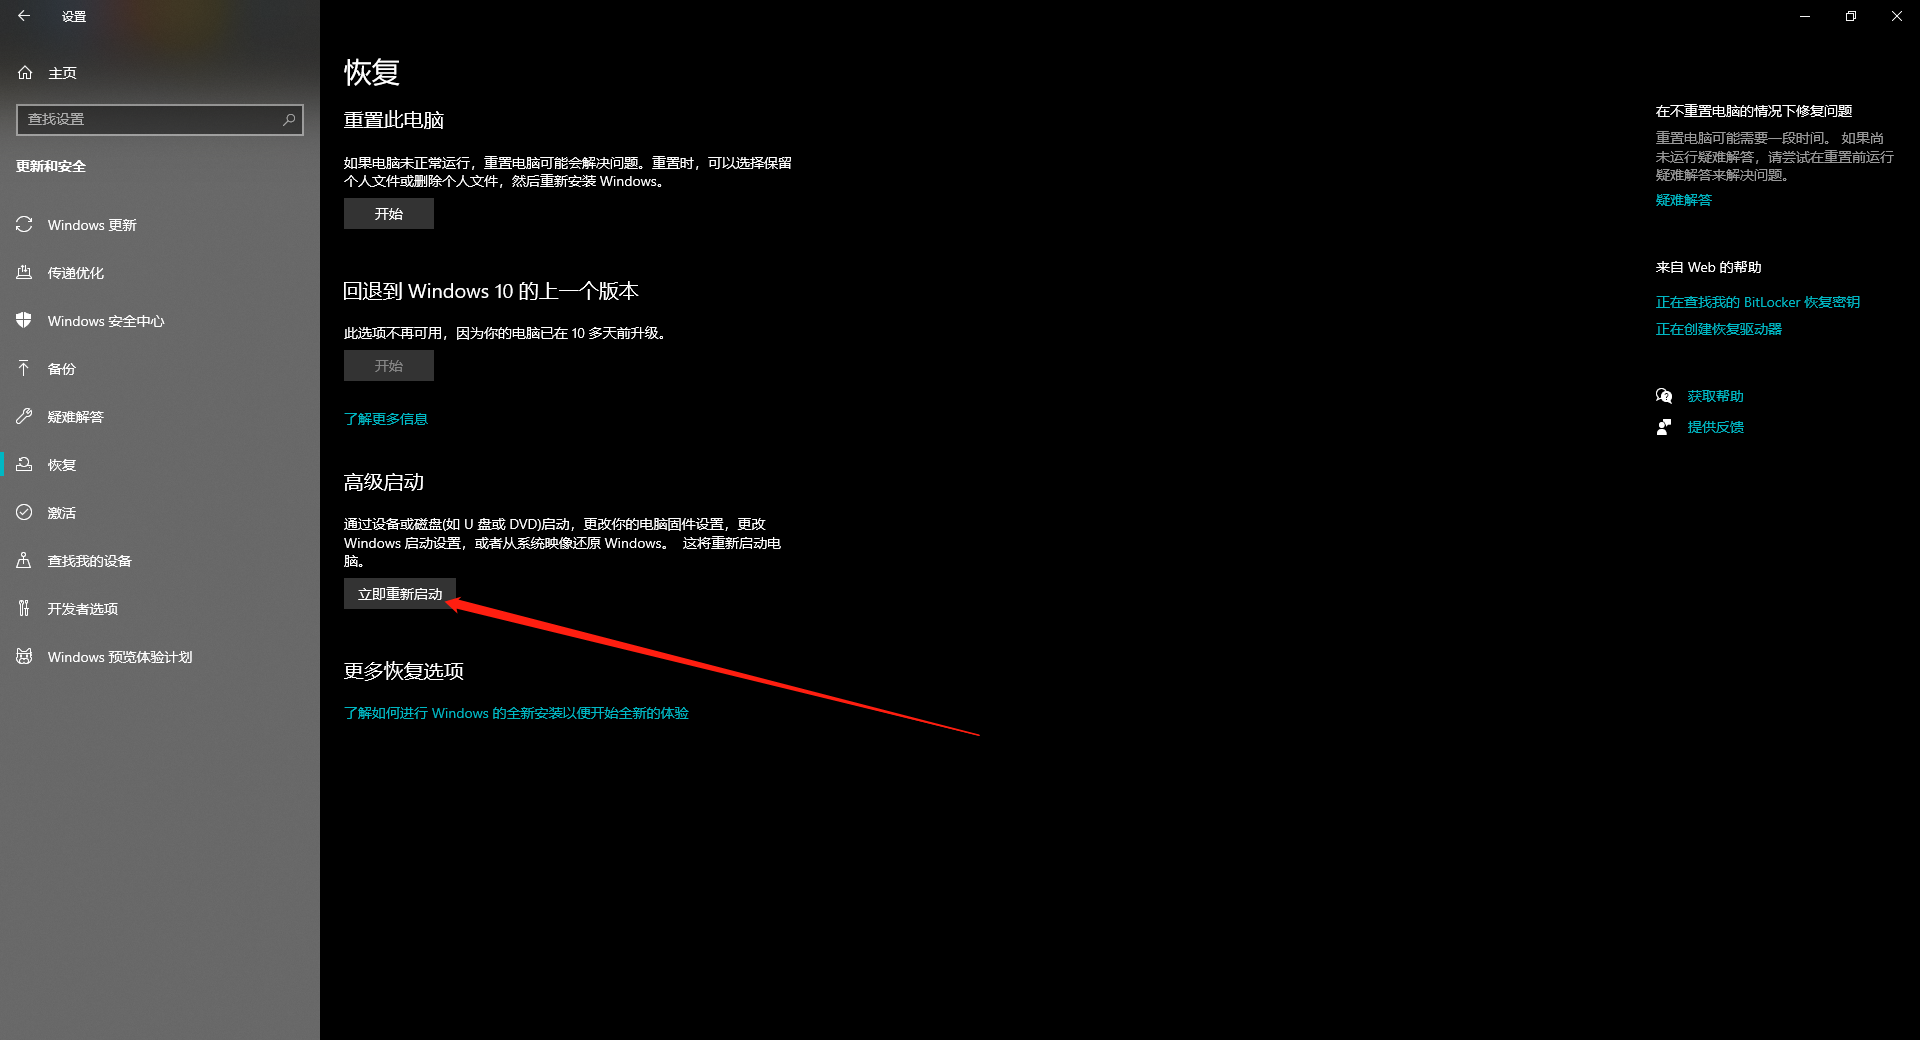 设置
主页
查找设置
更新和安全
Windows 更新
传递优化
Windows 安全中心
备份
疑难解答
恢复
激活
查找我的设备
开发者选项
Windows 预览体验计划
恢复
重置此电脑
如果电脑未正常运行，重置电脑可能会解决问题。重置时，可以选择保留
个人文件或删除个人文件，然后重新安装 Windows。
开始
回退到 Windows 10 的上一个版本
此选项不再可用，因为你的电脑已在 10 多天前升级。
开始
了解更多信息
高级启动
通过设备或磁盘(如 U 盘或 DVD)启动，更改你的电脑固件设置，更改
Windows 启动设置，或者从系统映像还原 Windows。 这将重新启动电
脑。
立即重新启动
更多恢复选项
了解如何进行 Windows 的全新安装以便开始全新的体验
在不重置电脑的情况下修复问题
重置电脑可能需要一段时间。 如果尚
未运行疑难解答，请尝试在重置前运行
疑难解答来解决问题。
疑难解答
来自 Web 的帮助
正在查找我的 BitLocker 恢复密钥
正在创建恢复驱动器
获取帮助
提供反馈